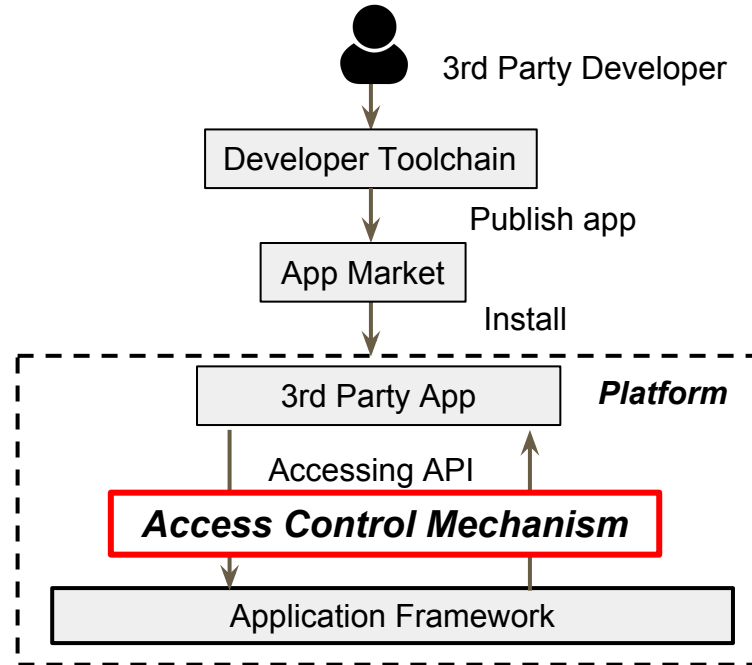 3rd Party Developer
Developer Toolchain
Publish app
App Market
Install
3rd Party App
Platform
Accessing API
Access Control Mechanism
Application Framework